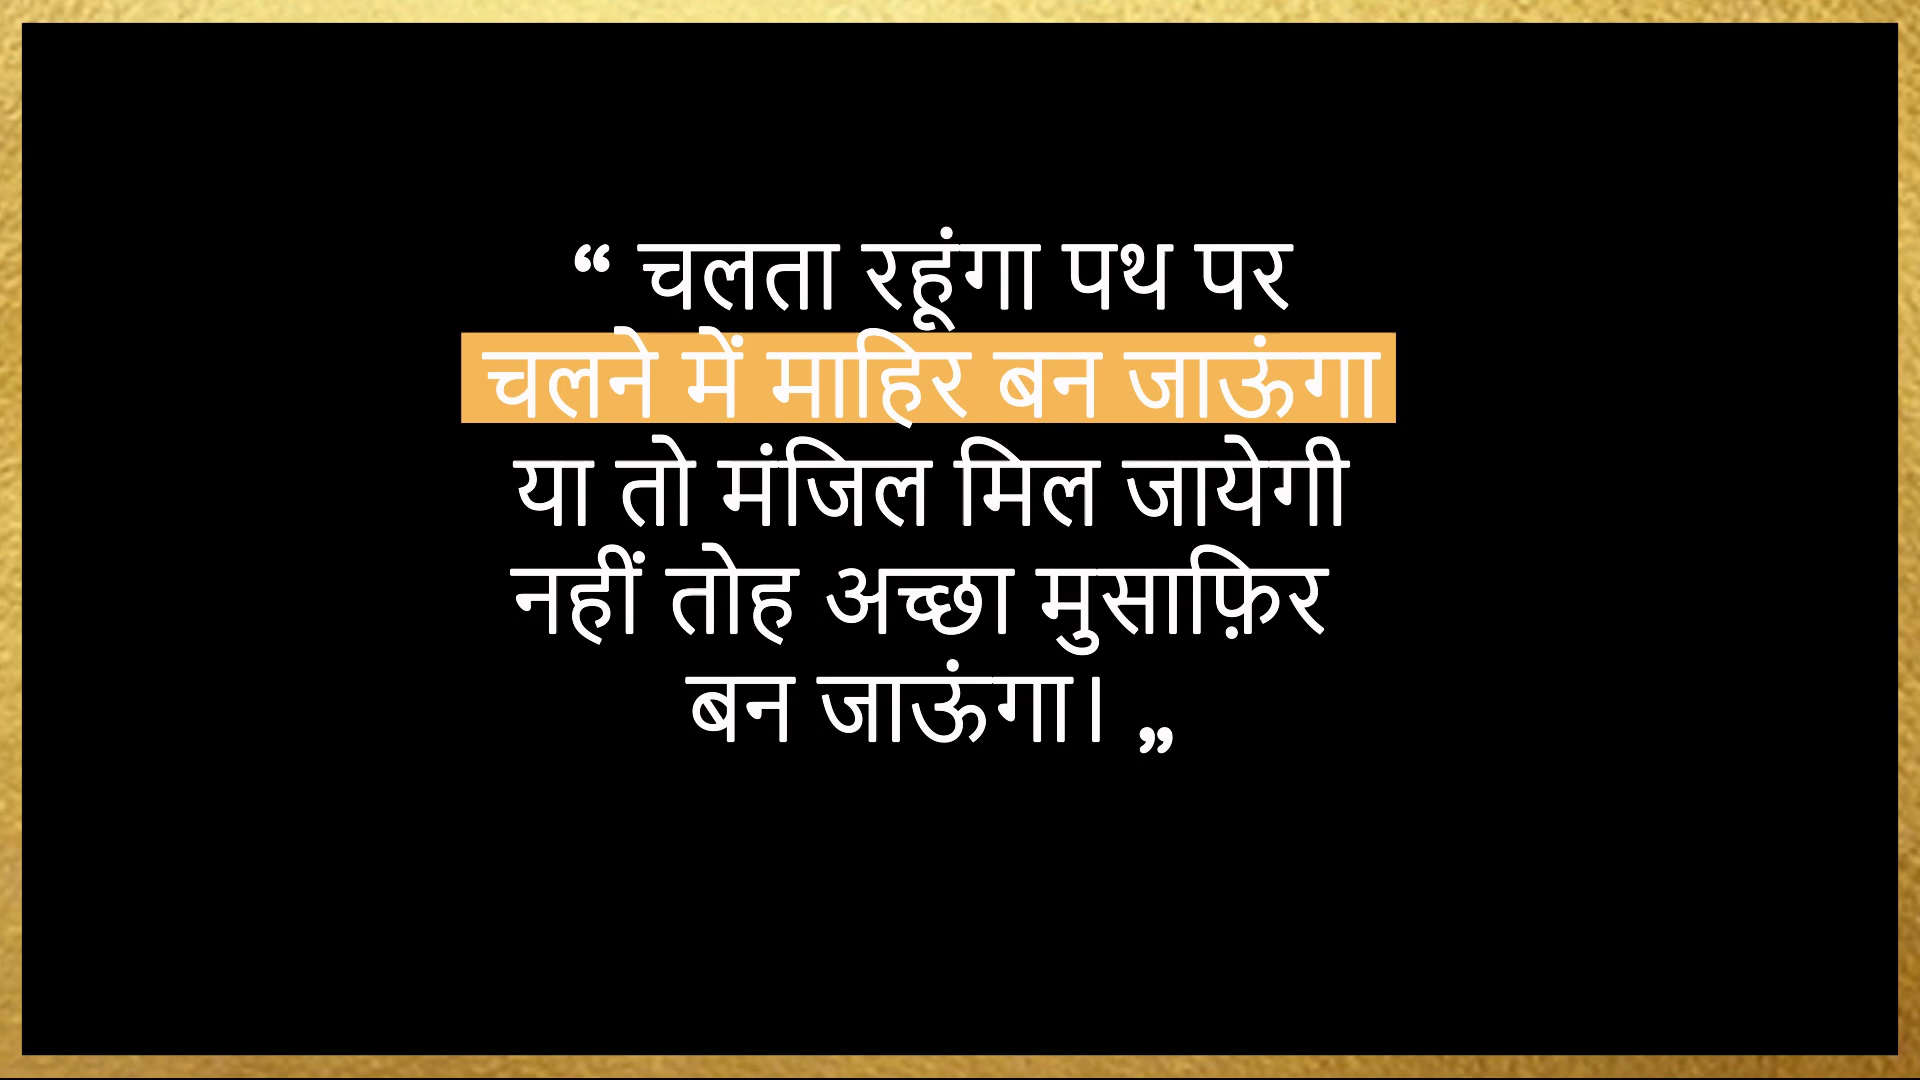 “ चलता रहूंगा पथ पर
चलने में माहिर बन जाऊंगा
या तो मंजिल मिल जायेगी
नहीं तोह अच्छा मुसाफ़िर
बन जाऊंगा। „